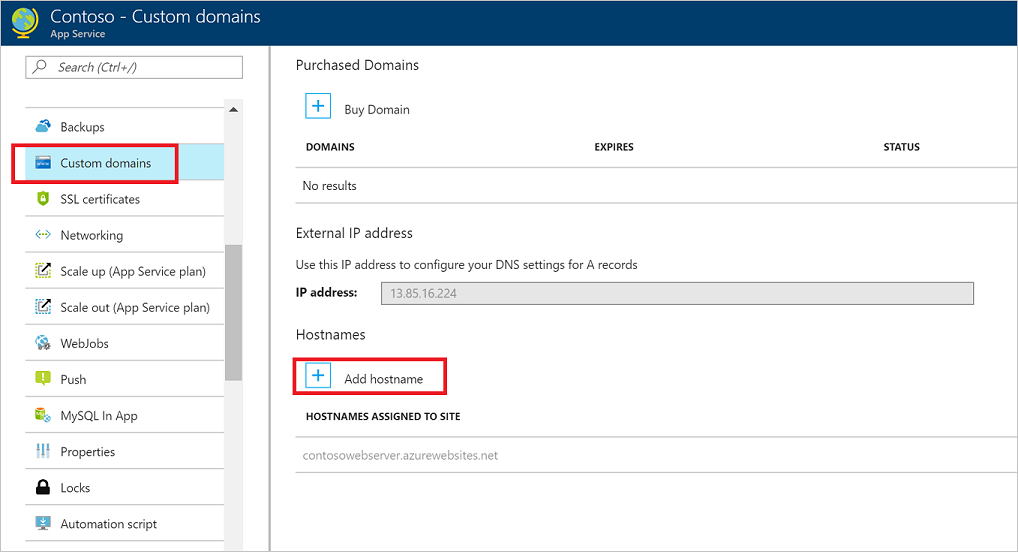 Contoso - Custom domains
App Service
Search (Ctrl+/)
Backups
Custom domains
SSL certificates
Networking
Scale up (App Service plan)
Scale out (App Service plan)
WebJobs
Push
MySQL In App
Properties
Locks
Automation script
Purchased Domains
Buy Domain
DOMAINS EXPIRES STATUS
No results
External IP address
Use this IP address to configure your DNS settings for A records
IP address: 13.85.16.224
Hostnames
Add hostname
HOSTNAMES ASSIGNED TO SITE
contosowebserver.azurewebsites.net